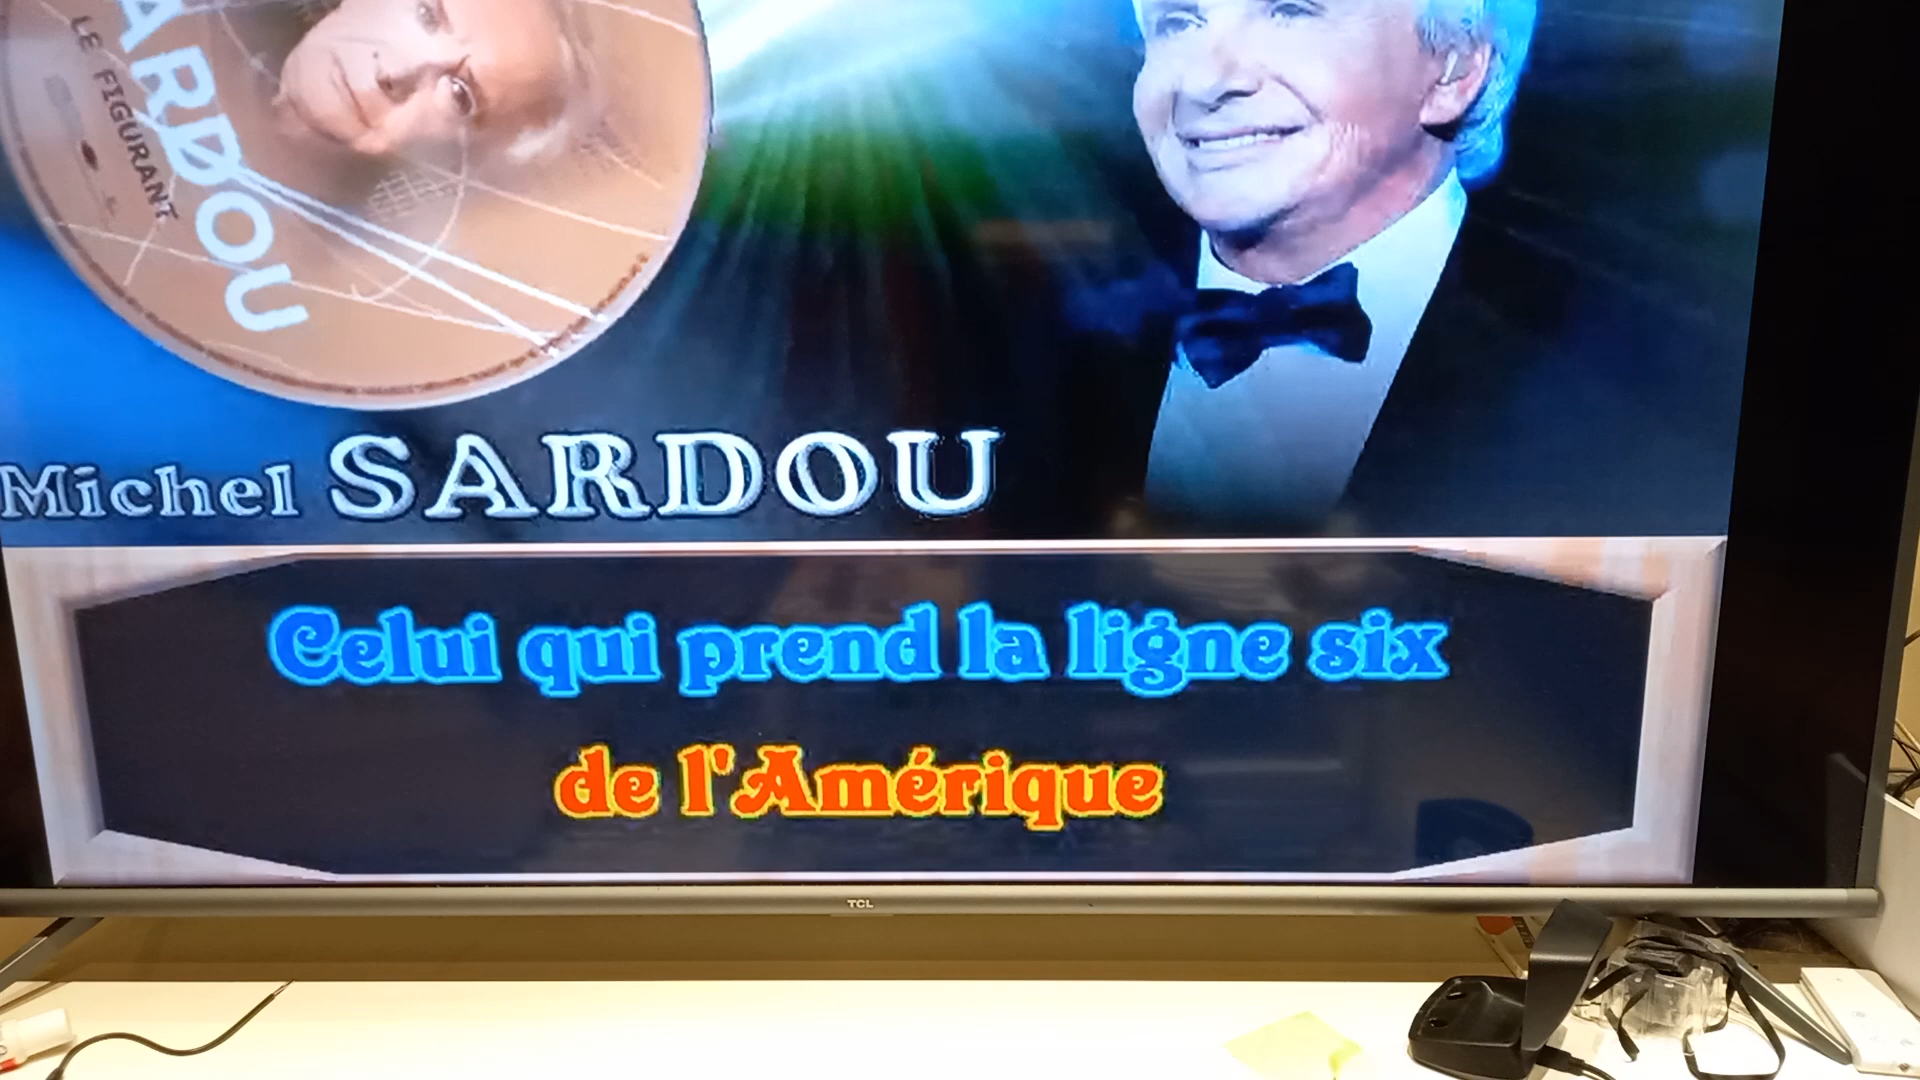 SARDOU
LE FIGURANT
Michel SARDOU
Celui qui prend la ligne six
de l'Amérique
TCL